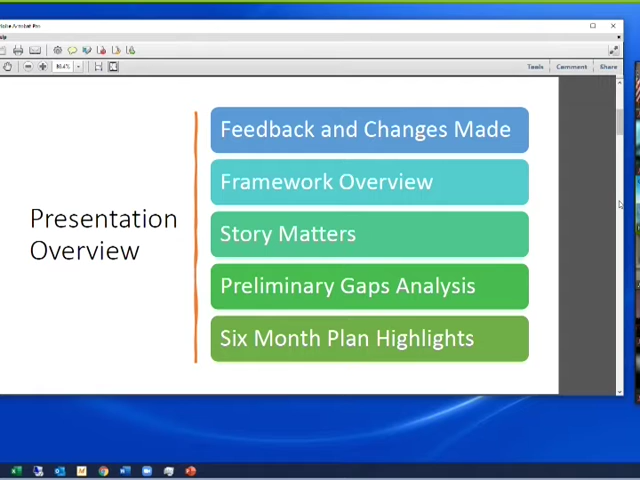 Tools
Comment
Share
Presentation
Overview
Feedback and Changes Made
Framework Overview
Story Matters
Preliminary Gaps Analysis
Six Month Plan Highlights